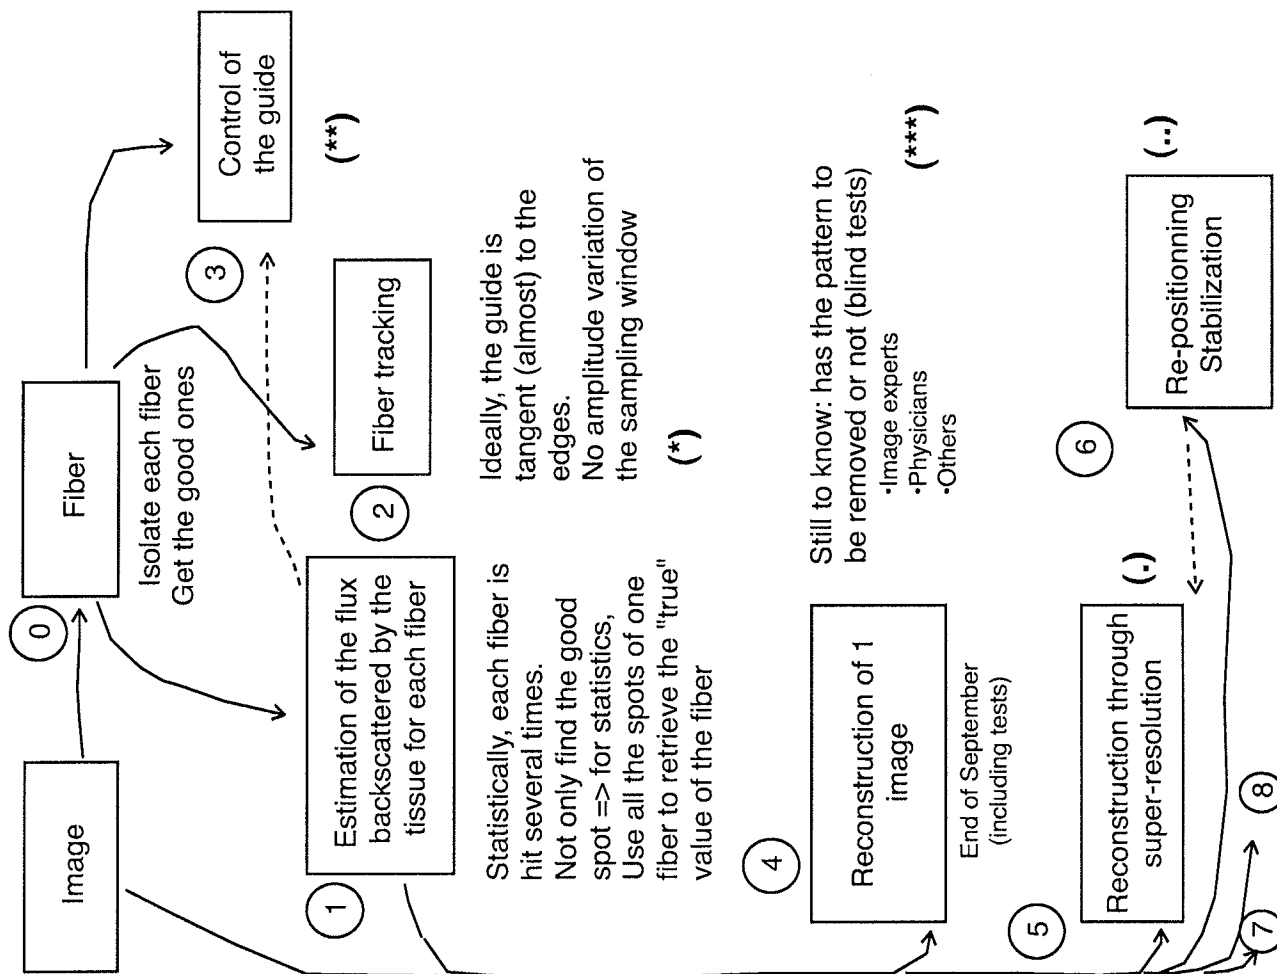 Image
0
Fiber
Isolate each fiber
Get the good ones
3
Control of
the guide
(**)
1
Estimation of the flux
backscattered by the
tissue for each fiber
Statistically, each fiber is
hit several times.
Not only find the good
spot => for statistics,
Use all the spots of one
fiber to retrieve the "true"
value of the fiber
2
Fiber tracking
Ideally, the guide is
tangent (almost) to the
edges.
No amplitude variation of
the sampling window
(*)
4
Reconstruction of 1
image
End of September
(including tests)
Still to know: has the pattern to
be removed or not (blind tests)
•Image experts
•Physicians
•Others
(***)
5
Reconstruction through
super-resolution
(.)
6
Re-positionning
Stabilization
(..)
7
8